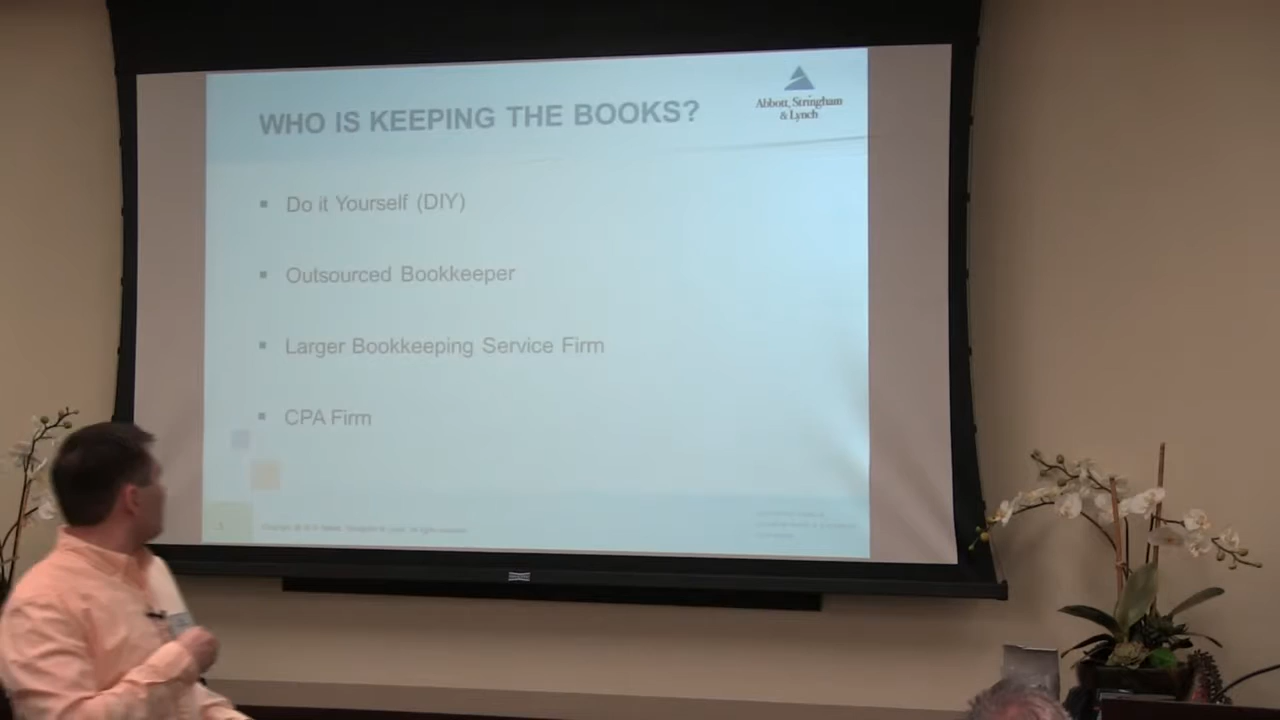 WHO IS KEEPING THE BOOKS?
Abbott, Stringham
& Lynch
Do it Yourself (DIY)
Outsourced Bookkeeper
Larger Bookkeeping Service Firm
CPA Firm